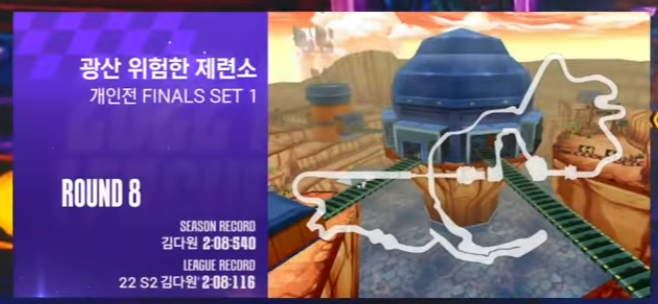 광산 위험한 제련소
개인전 FINALS SET 1
ROUND 8
SEASON RECORD
김다원 2:08:540
LEAGUE RECORD
22 S2 김다원 2:08:116